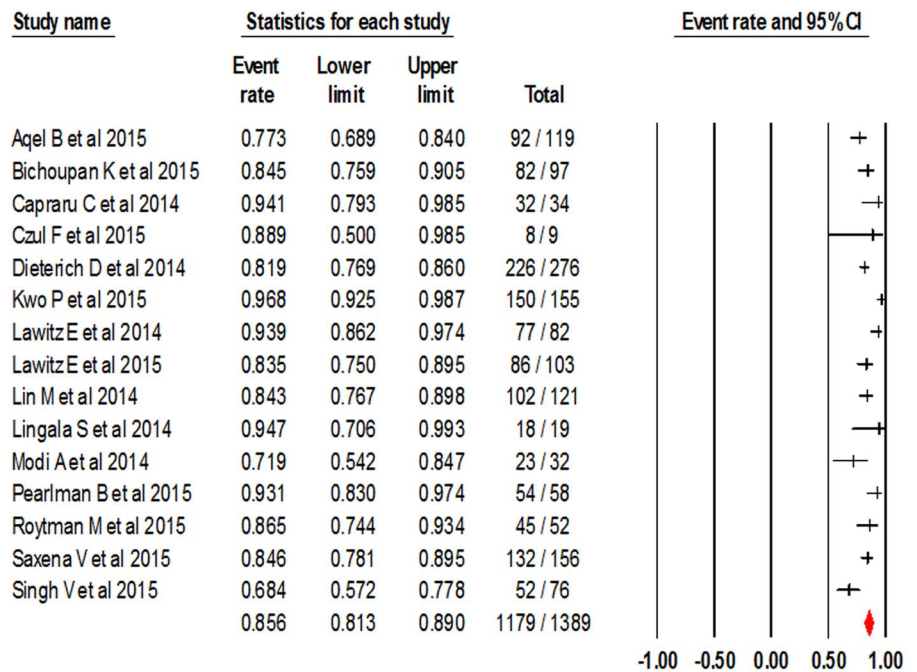 Study name Statistics for each study Event rate and 95% CI
Event rate Lower limit Upper limit Total
Aqel B et al 2015 0.773 0.689 0.840 92 / 119
Bichoupan K et al 2015 0.845 0.759 0.905 82 / 97
Capraru C et al 2014 0.941 0.793 0.985 32 / 34
Czul F et al 2015 0.889 0.500 0.985 8 / 9
Dieterich D et al 2014 0.819 0.769 0.860 226 / 276
Kwo P et al 2015 0.968 0.925 0.987 150 / 155
Lawitz E et al 2014 0.939 0.862 0.974 77 / 82
Lawitz E et al 2015 0.835 0.750 0.895 86 / 103
Lin M et al 2014 0.843 0.767 0.898 102 / 121
Lingala S et al 2014 0.947 0.706 0.993 18 / 19
Modi A et al 2014 0.719 0.542 0.847 23 / 32
Pearlman B et al 2015 0.931 0.830 0.974 54 / 58
Roytman M et al 2015 0.865 0.744 0.934 45 / 52
Saxena V et al 2015 0.846 0.781 0.895 132 / 156
Singh V et al 2015 0.684 0.572 0.778 52 / 76
0.856 0.813 0.890 1179 / 1389
-1.00 -0.50 0.00 0.50 1.00